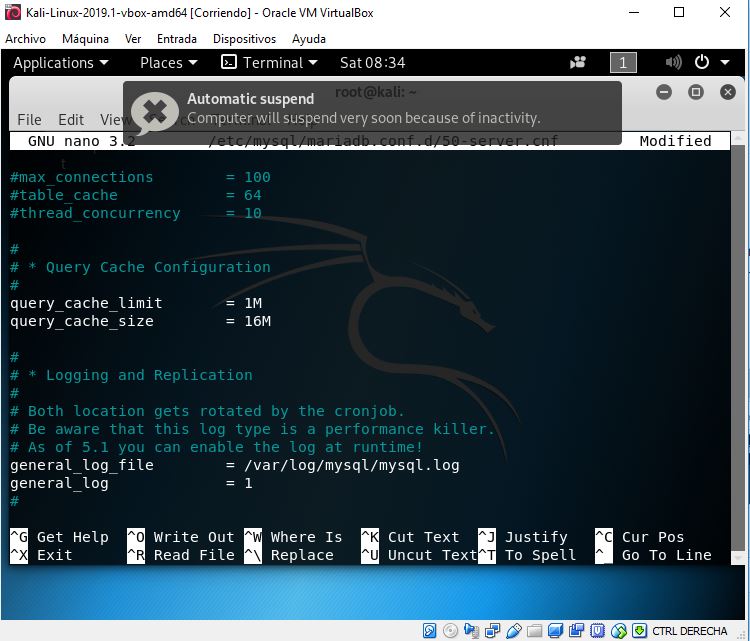 Kali-Linux-2019.1-vbox-amd64 [Corriendo] - Oracle VM VirtualBox
Archivo Máquina Ver Entrada Dispositivos Ayuda
Applications Places Terminal Sat 08:34 1
root@kali: ~
Automatic suspend
Computer will suspend very soon because of inactivity.
File Edit View
GNU nano 3.2 /etc/mysql/mariadb.conf.d/50-server.cnf Modified
t
#max_connections = 100
#table_cache = 64
#thread_concurrency = 10
#
# * Query Cache Configuration
#
query_cache_limit = 1M
query_cache_size = 16M
#
# * Logging and Replication
#
# Both location gets rotated by the cronjob.
# Be aware that this log type is a performance killer.
# As of 5.1 you can enable the log at runtime!
general_log_file = /var/log/mysql/mysql.log
general_log = 1
#
^G Get Help ^O Write Out ^W Where Is ^K Cut Text ^J Justify ^C Cur Pos
^X Exit ^R Read File ^\ Replace ^U Uncut Text ^T To Spell ^_ Go To Line
CTRL DERECHA